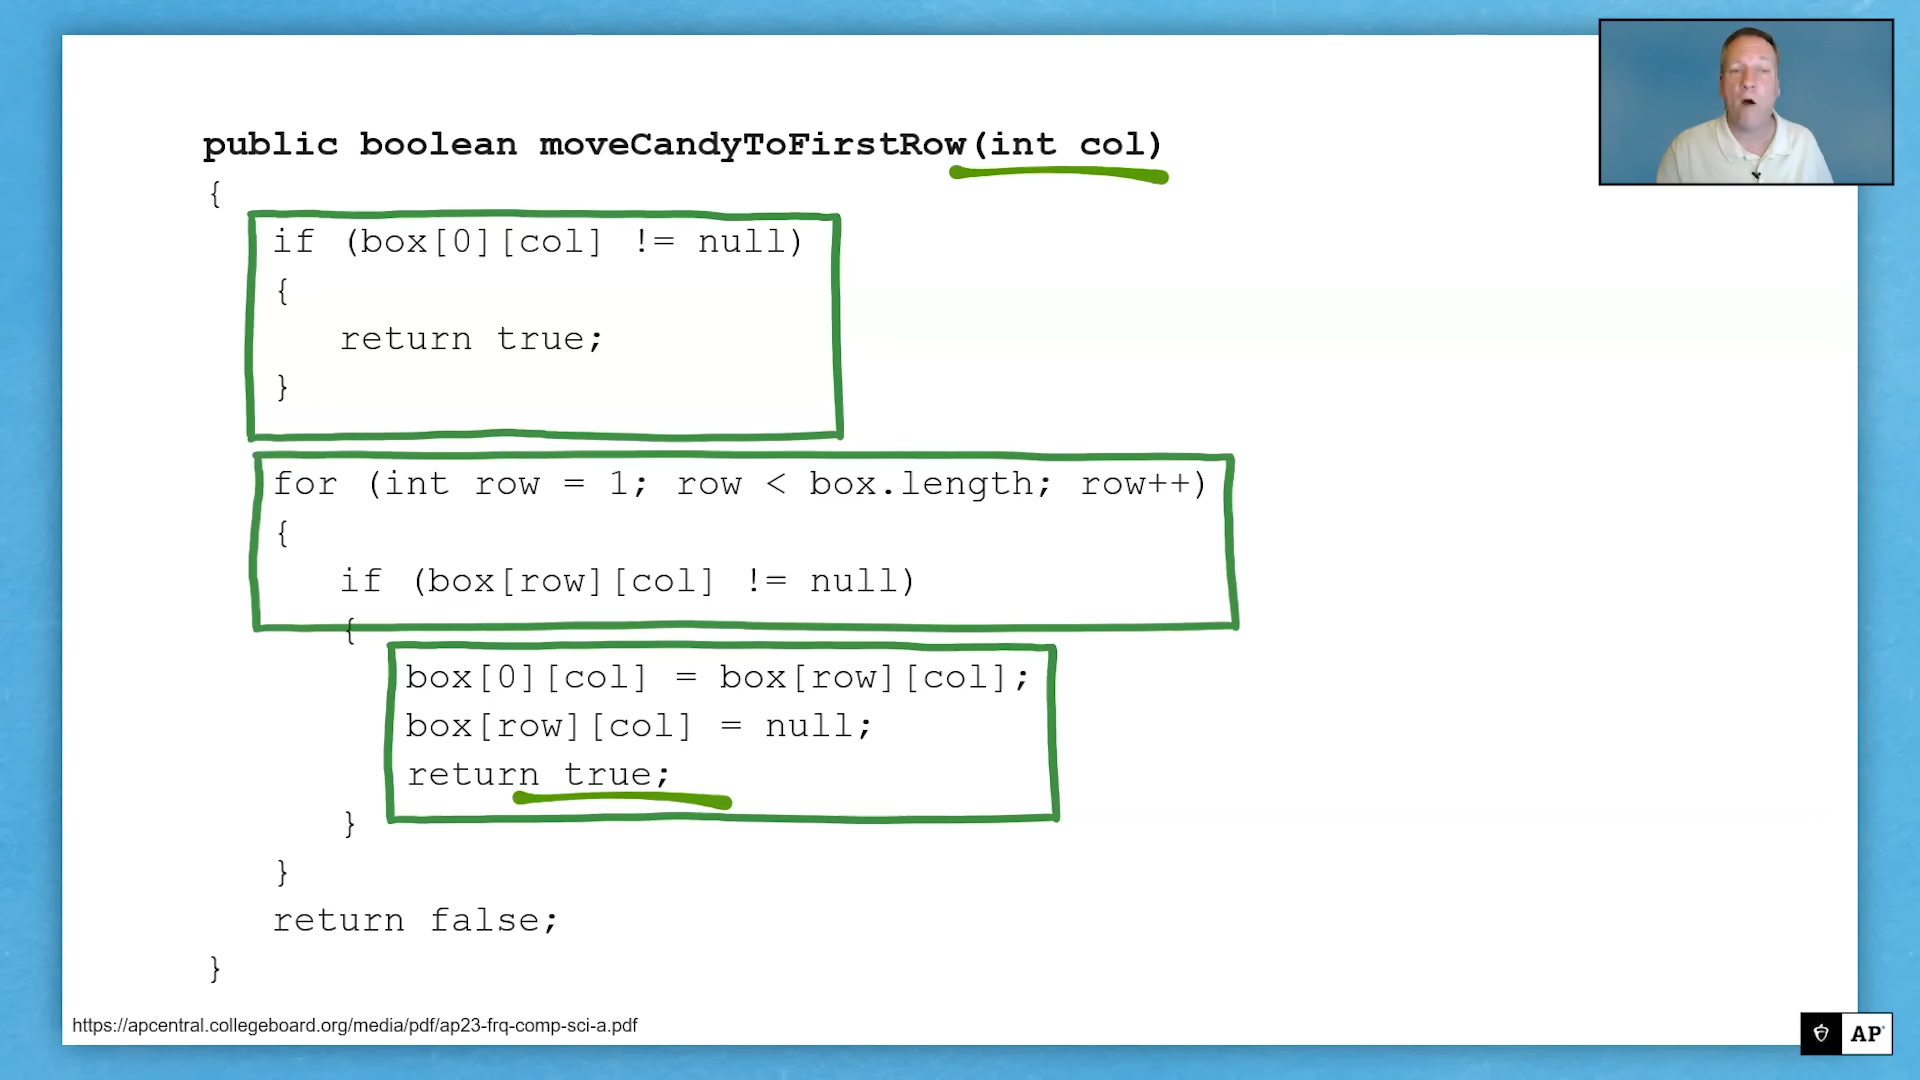 public boolean moveCandyToFirstRow(int col)
{
if (box[0][col] != null)
{
return true;
}
for (int row = 1; row < box.length; row++)
{
if (box[row][col] != null)
{
box[0][col] = box[row][col];
box[row][col] = null;
return true;
}
}
return false;
}
https://apcentral.collegeboard.org/media/pdf/ap23-frq-comp-sci-a.pdf
AP